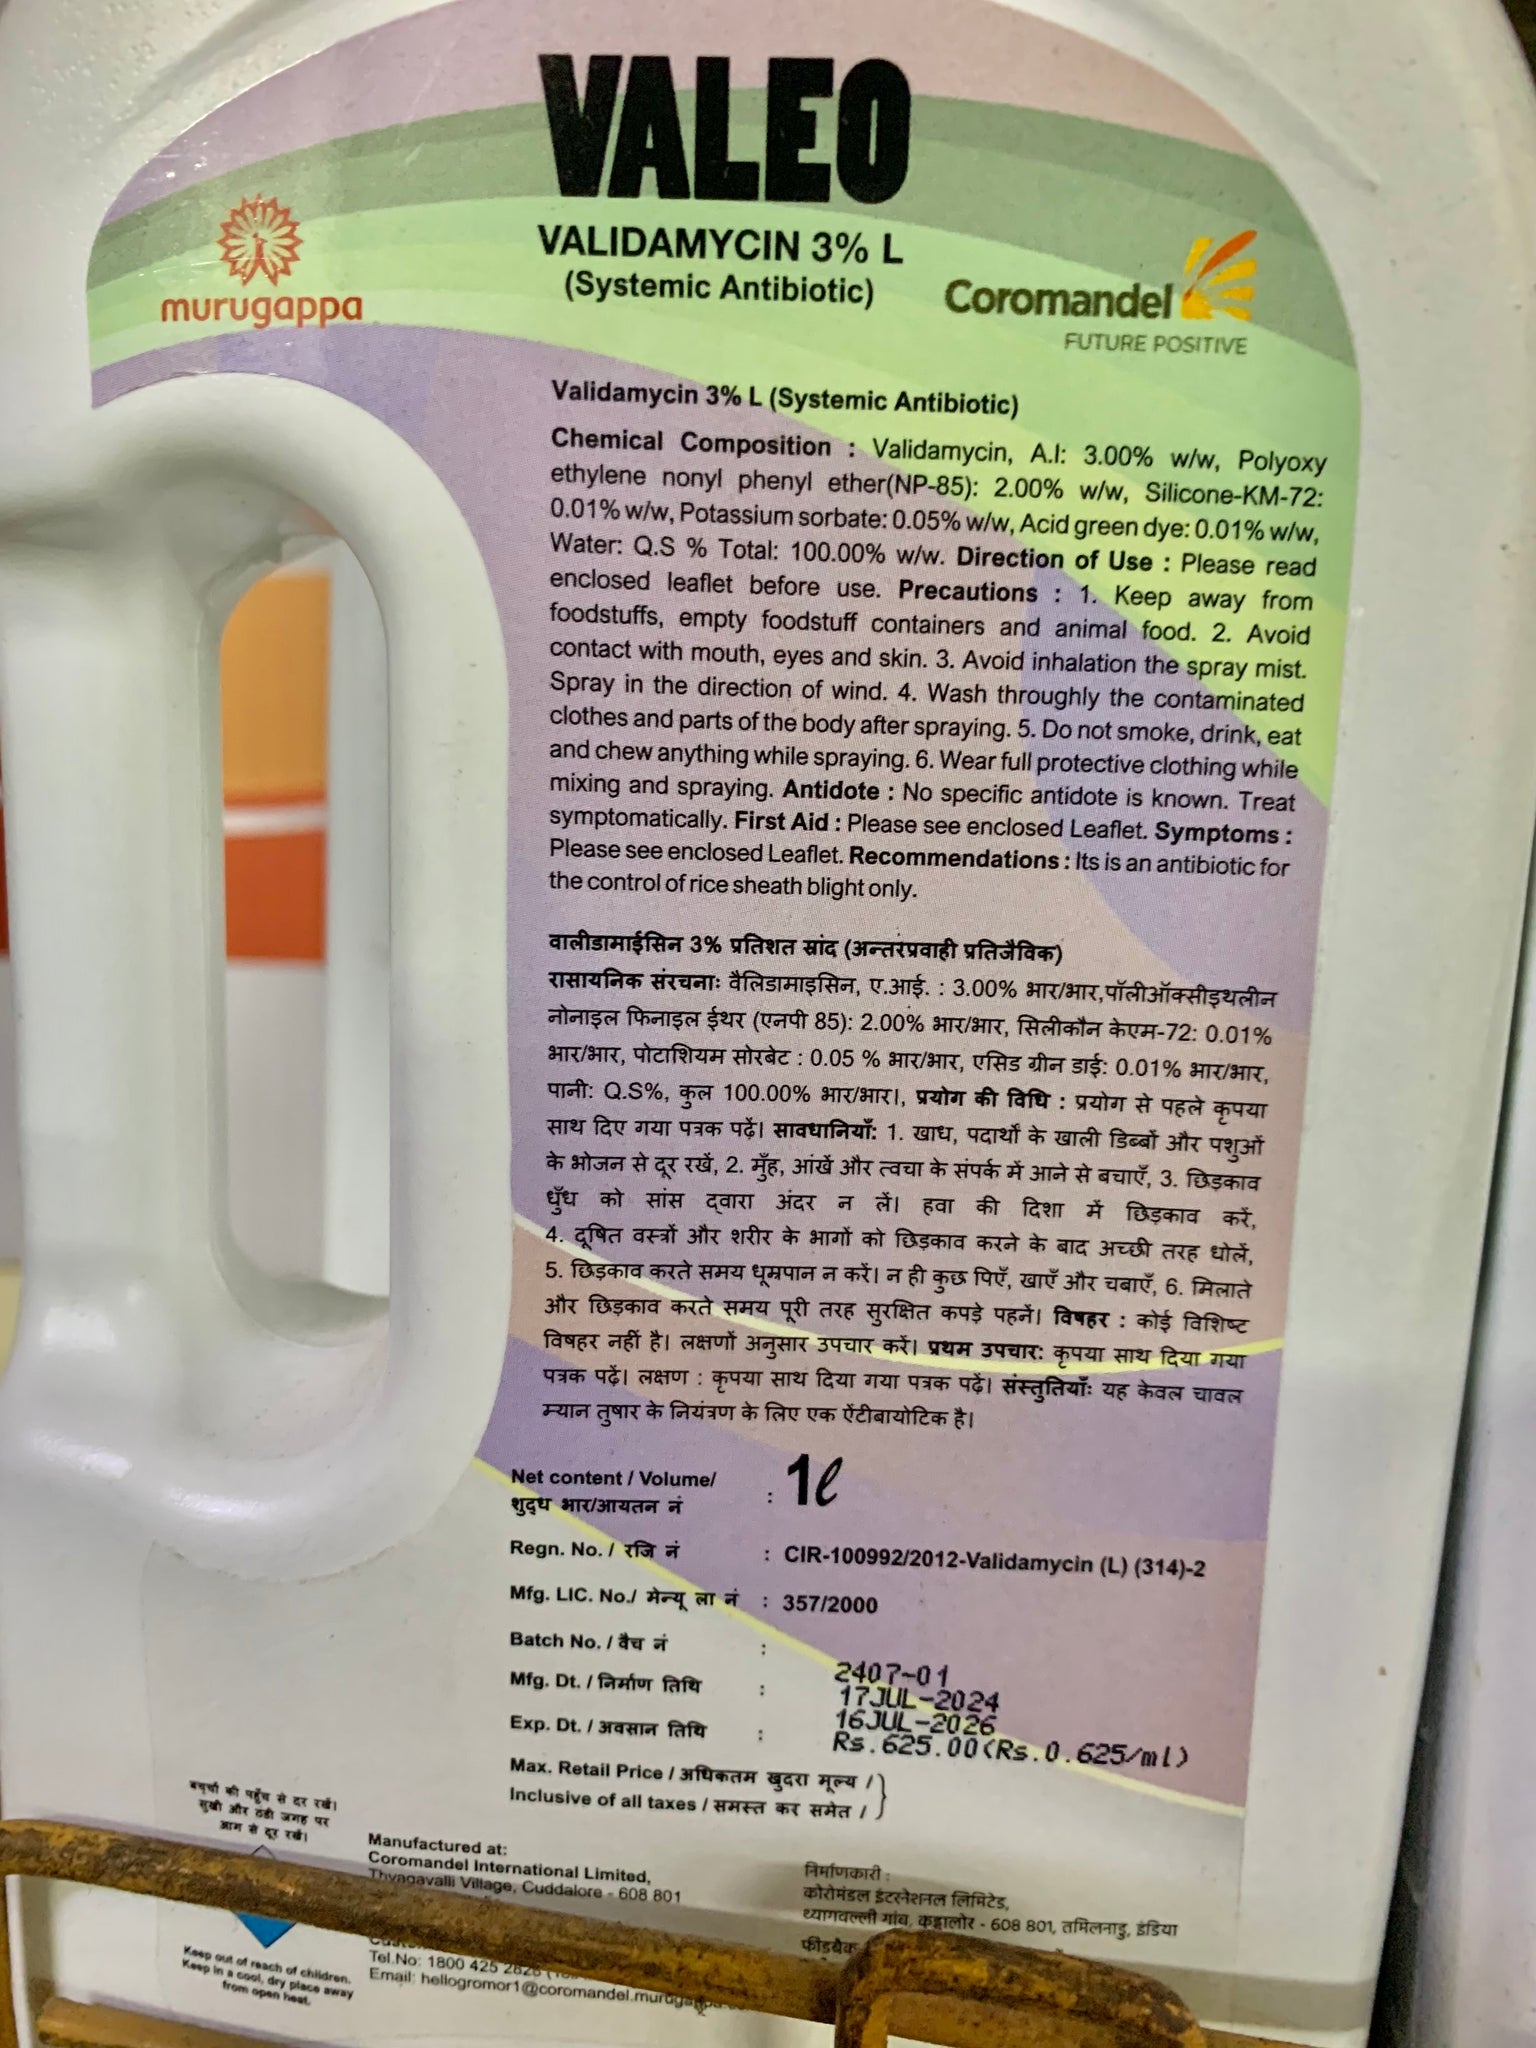 VALEO
VALIDAMYCIN 3% L
(Systemic Antibiotic)
murugappa
Coromandel
FUTURE POSITIVE
Validamycin 3% L (Systemic Antibiotic)
Chemical Composition : Validamycin, A.I: 3.00% w/w, Polyoxy
ethylene nonyl phenyl ether(NP-85): 2.00% w/w, Silicone-KM-72:
0.01% w/w, Potassium sorbate: 0.05% w/w, Acid green dye: 0.01% w/w,
Water: Q.S % Total: 100.00% w/w. Direction of Use : Please read
enclosed leaflet before use. Precautions : 1. Keep away from
foodstuffs, empty foodstuff containers and animal food. 2. Avoid
contact with mouth, eyes and skin. 3. Avoid inhalation the spray mist.
Spray in the direction of wind. 4. Wash throughly the contaminated
clothes and parts of the body after spraying. 5. Do not smoke, drink, eat
and chew anything while spraying. 6. Wear full protective clothing while
mixing and spraying. Antidote : No specific antidote is known. Treat
symptomatically. First Aid : Please see enclosed Leaflet. Symptoms :
Please see enclosed Leaflet. Recommendations : Its is an antibiotic for
the control of rice sheath blight only.
वालीडामाईसिन 3% प्रतिशत स्रांद (अन्तरप्रवाही प्रतिजैविक)
रासायनिक संरचनाः वैलिडामाइसिन, ए.आई. : 3.00% भार/भार,पॉलीऑक्सीइथलीन
नोनाइल फिनाइल ईथर (एनपी 85): 2.00% भार/भार, सिलीकौन केएम-72: 0.01%
भार/भार, पोटाशियम सोरबेट : 0.05 % भार/भार, एसिड ग्रीन डाई: 0.01% भार/भार,
पानी: Q.S%, कुल 100.00% भार/भार।, प्रयोग की विधि : प्रयोग से पहले कृपया
साथ दिए गया पत्रक पढ़ें। सावधानियाँ: 1. खाध, पदार्थों के खाली डिब्बों और पशुओं
के भोजन से दूर रखें, 2. मुँह, आंखें और त्वचा के संपर्क में आने से बचाएँ, 3. छिड़काव
धुँध को सांस द्वारा अंदर न लें। हवा की दिशा में छिड़काव करें,
4. दूषित वस्त्रों और शरीर के भागों को छिड़काव करने के बाद अच्छी तरह धोलें,
5. छिड़काव करते समय धूम्रपान न करें। न ही कुछ पिएँ, खाएँ और चबाएँ, 6. मिलाते
और छिड़काव करते समय पूरी तरह सुरक्षित कपड़े पहनें। विषहर : कोई विशिष्ट
विषहर नहीं है। लक्षणों अनुसार उपचार करें। प्रथम उपचार: कृपया साथ दिया गया
पत्रक पढ़ें। लक्षण : कृपया साथ दिया गया पत्रक पढ़ें। संस्तुतियाँः यह केवल चावल
म्यान तुषार के नियंत्रण के लिए एक ऐंटीबायोटिक है।
Net content / Volume/
शुद्ध भार/आयतन नं : 1ℓ
Regn. No. / रजि नं : CIR-100992/2012-Validamycin (L) (314)-2
Mfg. LIC. No./ मेन्यू ला नं : 357/2000
Batch No. / वैच नं : 2407-01
Mfg. Dt. / निर्माण तिथि : 17JUL-2024
Exp. Dt. / अवसान तिथि : 16JUL-2026
Rs.625.00(Rs.0.625/ml)
Max. Retail Price / अधिकतम खुदरा मूल्य /
Inclusive of all taxes / समस्त कर समेत /
बच्चों की पहुँच से दर रखें।
सुखी और ठंडी जगह पर
आग से दूर रखें।
Keep out of reach of children.
Keep in a cool, dry place away
from open heat.
Manufactured at:
Coromandel International Limited,
Thyagavalli Village, Cuddalore - 608 801
Tel.No: 1800 425 2828
Email: hellogromor1@coromandel.murugappa
निर्माणकारी :
कोरोमंडल इंटरनेशनल लिमिटेड,
थ्यागवल्ली गांव, कड्डालोर - 608 801, तमिलनाडु, इंडिया
फीडबैक